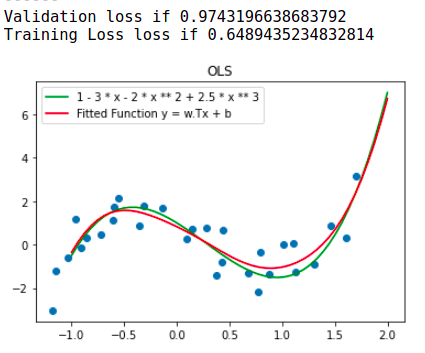 Validation loss if 0.9743196638683792
Training Loss loss if 0.6489435234832814
OLS
1 - 3 * x - 2 * x ** 2 + 2.5 * x ** 3
Fitted Function y = w.Tx + b
6
4
2
0
−2
−1.0 −0.5 0.0 0.5 1.0 1.5 2.0